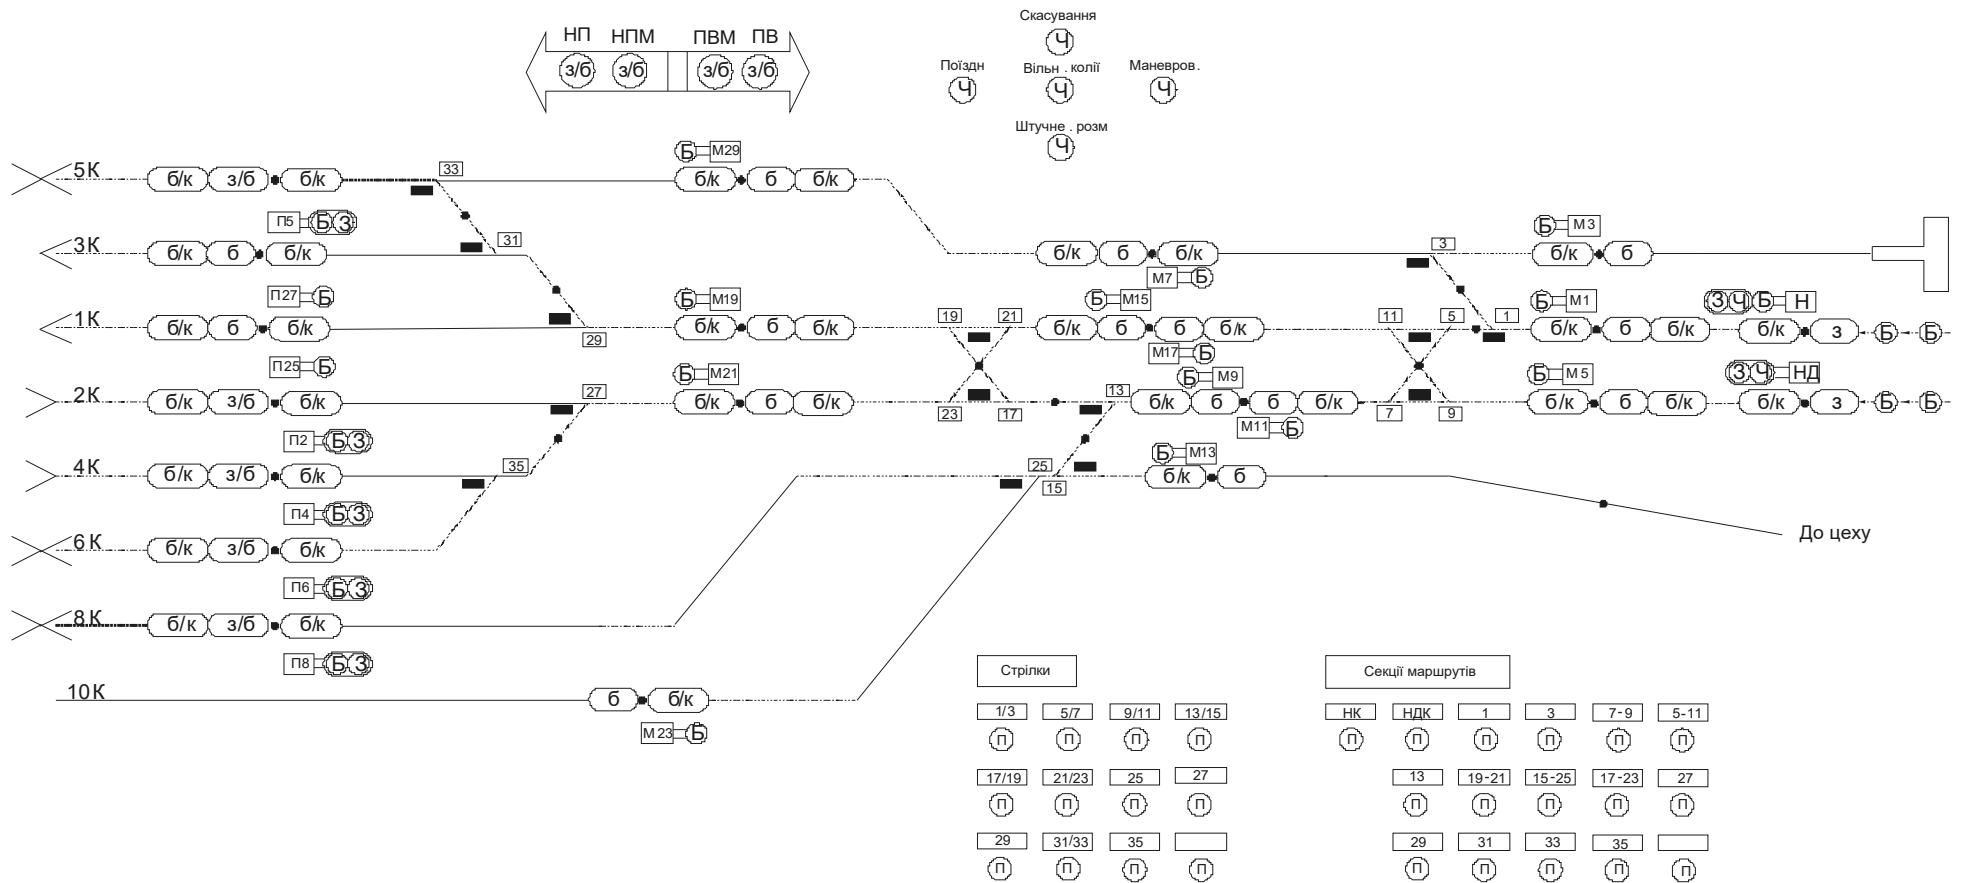 Скасування
Ч
НП НПМ ПВМ ПВ
з/б з/б з/б з/б
Поїздн Вільн . колії Маневров .
Ч Ч Ч
Штучне . розм
Ч
Б М29
5К б/к з/б б/к 33 б/к б б/к
П5 Б З
Б М3
3К б/к б б/к 31 б/к б б/к 3 б/к б
М7 Б
П27 Б
Б М19 Б М15 Б М1 З Ч Б Н
1К б/к б б/к б/к б б/к 19 21 б/к б б б/к 11 5 1 б/к б б/к б/к з Б Б
29
М17 Б
П25 Б
Б М21 Б М9 Б М5 З Ч НД
2К б/к з/б б/к 27 б/к б б/к 13 б/к б б б/к б/к б б/к б/к з Б Б
23 17 7 9
М11 Б
П2 Б З
Б М13
4К б/к з/б б/к 35 25 б/к б
15
П4 Б З
До цеху
6К б/к з/б б/к
П6 Б З
8К б/к з/б б/к
П8 Б З
Стрілки Секції маршрутів
10К б б/к
М23 Б
1/3 5/7 9/11 13/15 НК НДК 1 3 7-9 5-11
П П П П П П П П П П
17/19 21/23 25 27 13 19-21 15-25 17-23 27
П П П П П П П П П
29 31/33 35 29 31 33 35
П П П П П П П П П